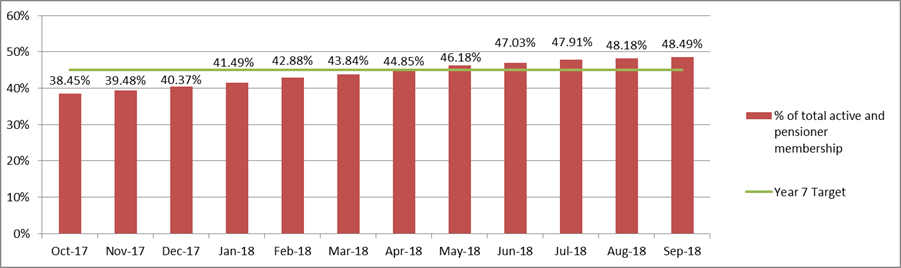 60%
50%
40%
30%
20%
10%
0%
38.45%
39.48%
40.37%
41.49%
42.88%
43.84%
44.85%
46.18%
47.03%
47.91%
48.18%
48.49%
Oct-17
Nov-17
Dec-17
Jan-18
Feb-18
Mar-18
Apr-18
May-18
Jun-18
Jul-18
Aug-18
Sep-18
% of total active and
pensioner
membership
Year 7 Target